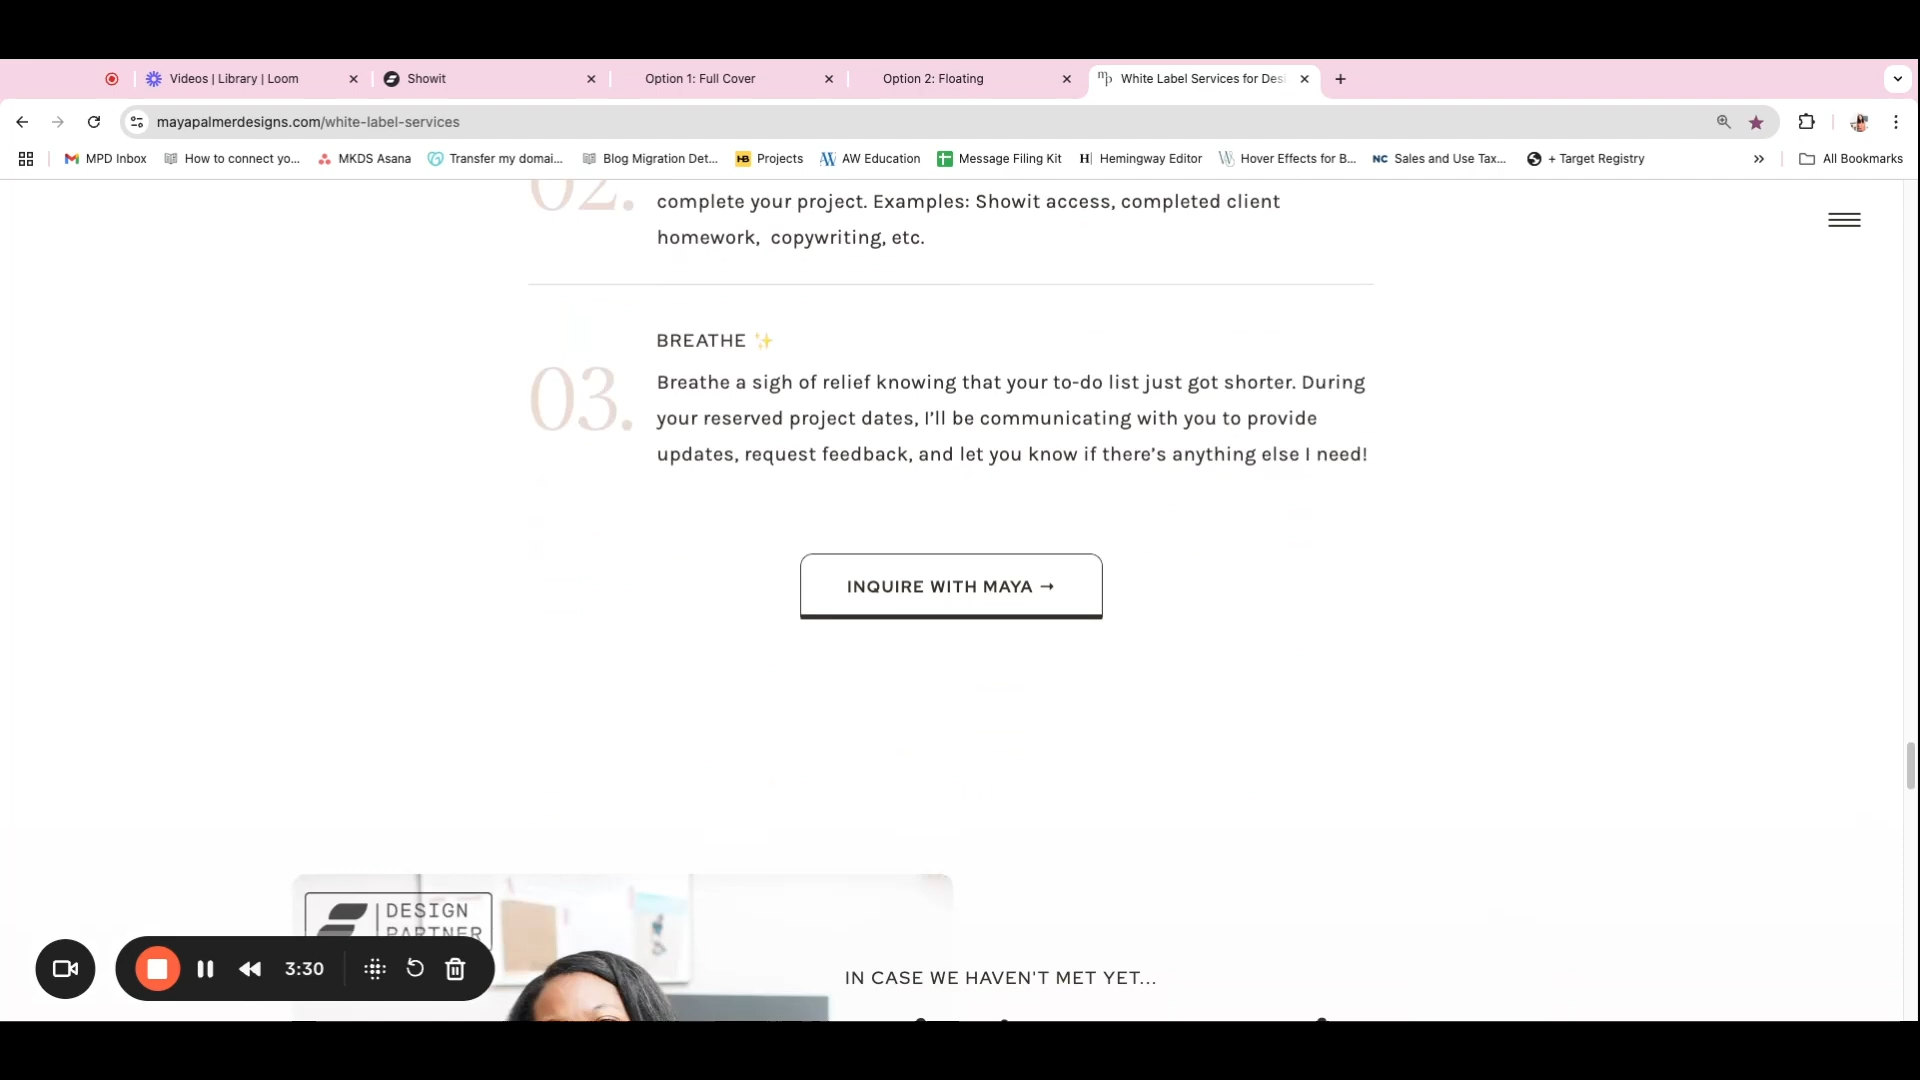 Videos | Library | Loom
Showit
Option 1: Full Cover
Option 2: Floating
mp White Label Services for Des
mayapalmerdesigns.com/white-label-services
MPD Inbox
How to connect yo...
MKDS Asana
Transfer my domai...
Blog Migration Det...
HB Projects
AW AW Education
Message Filing Kit
H Hemingway Editor
Hover Effects for B...
NC Sales and Use Tax...
+ Target Registry
All Bookmarks
02.
complete your project. Examples: Showit access, completed client
homework, copywriting, etc.
BREATHE ✨
03.
Breathe a sigh of relief knowing that your to-do list just got shorter. During
your reserved project dates, I'll be communicating with you to provide
updates, request feedback, and let you know if there's anything else I need!
INQUIRE WITH MAYA →
DESIGN
PARTNER
3:30
IN CASE WE HAVEN'T MET YET...